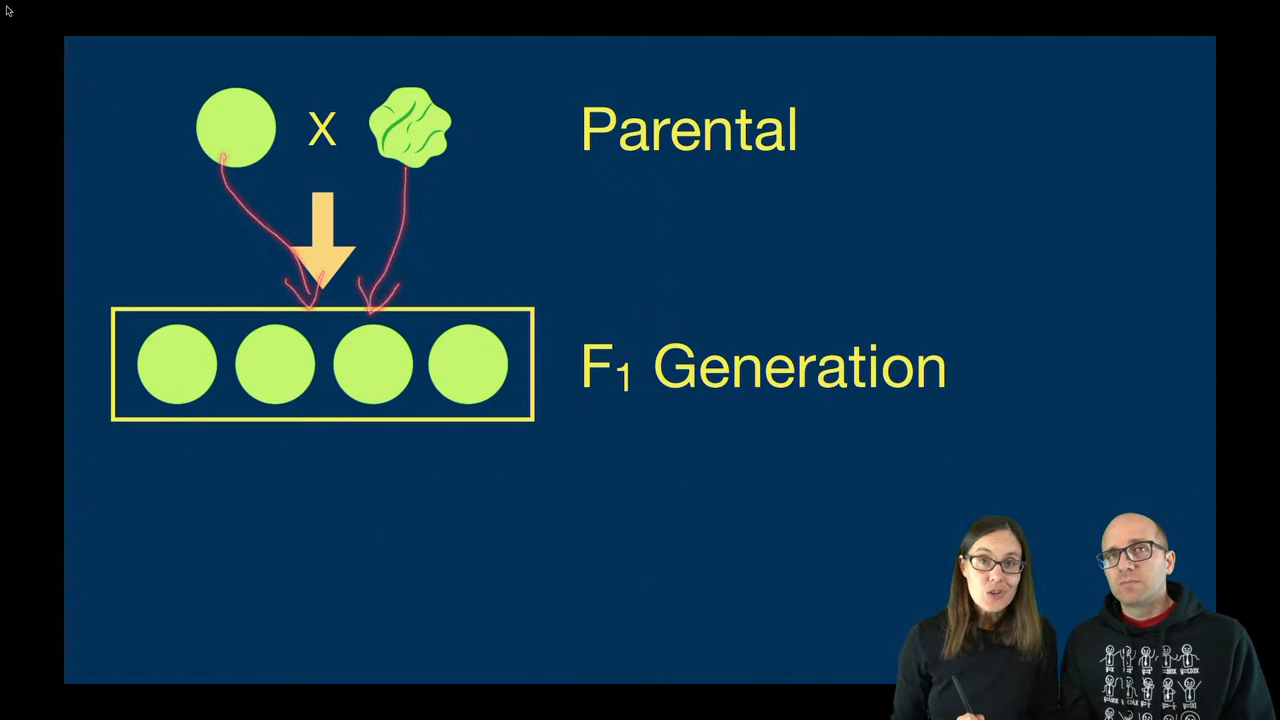 X
Parental
F₁ Generation